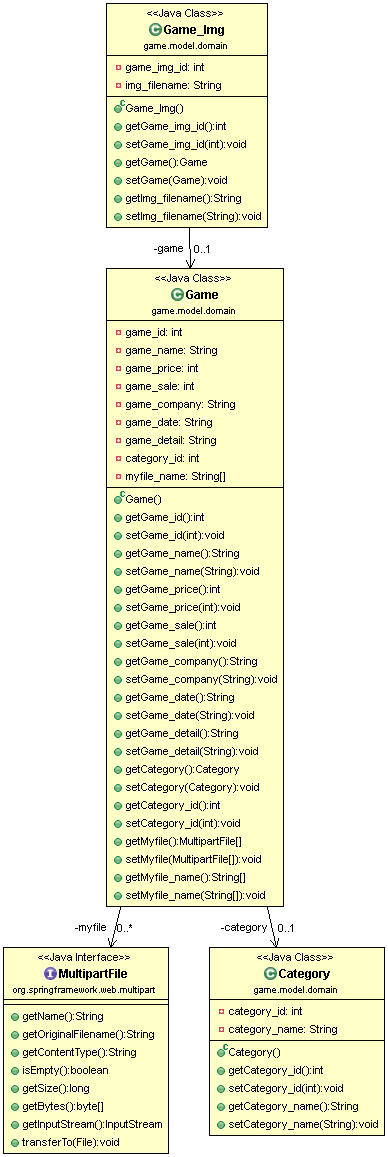 <<Java Class>>
Game_Img
game.model.domain
game_img_id: int
img_filename: String
Game_Img()
getGame_img_id():int
setGame_img_id(int):void
getGame():Game
setGame(Game):void
getImg_filename():String
setImg_filename(String):void
-game 0..1
<<Java Class>>
Game
game.model.domain
game_id: int
game_name: String
game_price: int
game_sale: int
game_company: String
game_date: String
game_detail: String
category_id: int
myfile_name: String[]
Game()
getGame_id():int
setGame_id(int):void
getGame_name():String
setGame_name(String):void
getGame_price():int
setGame_price(int):void
getGame_sale():int
setGame_sale(int):void
getGame_company():String
setGame_company(String):void
getGame_date():String
setGame_date(String):void
getGame_detail():String
setGame_detail(String):void
getCategory():Category
setCategory(Category):void
getCategory_id():int
setCategory_id(int):void
getMyfile():MultipartFile[]
setMyfile(MultipartFile[]):void
getMyfile_name():String[]
setMyfile_name(String[]):void
-myfile 0..*
-category 0..1
<<Java Interface>>
MultipartFile
org.springframework.web.multipart
getName():String
getOriginalFilename():String
getContentType():String
isEmpty():boolean
getSize():long
getBytes():byte[]
getInputStream():InputStream
transferTo(File):void
<<Java Class>>
Category
game.model.domain
category_id: int
category_name: String
Category()
getCategory_id():int
setCategory_id(int):void
getCategory_name():String
setCategory_name(String):void